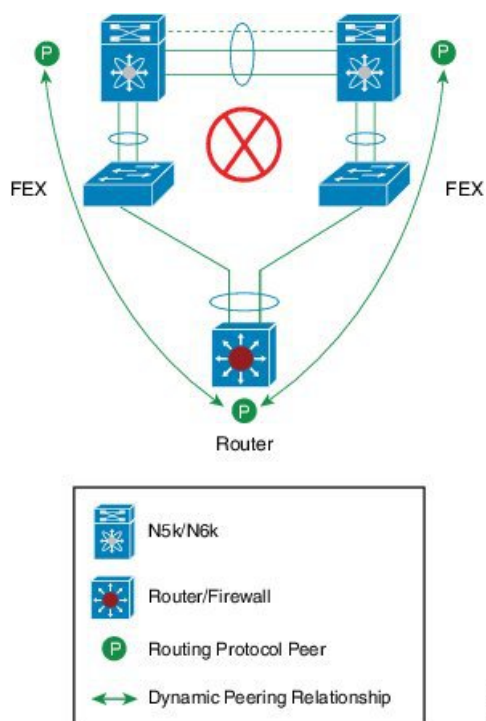 P
P
FEX
FEX
P
Router
N5k/N6k
Router/Firewall
P
Routing Protocol Peer
Dynamic Peering Relationship